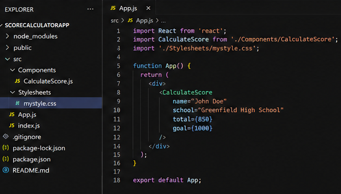 EXPLORER
SCORECALCULATORAPP
node_modules
public
src
Components
CalculateScore.js
Stylesheets
mystyle.css
App.js
index.js
.gitignore
package-lock.json
package.json
README.md
App.js
src > App.js > ...
1 import React from 'react';
2 import CalculateScore from './Components/CalculateScore';
3 import './Stylesheets/mystyle.css';
4
5 function App() {
6 return (
7 <div>
8 <CalculateScore
9 name="John Doe"
10 school="Greenfield High School"
11 total={850}
12 goal={1000}
13 />
14 </div>
15 );
16 }
17
18 export default App;